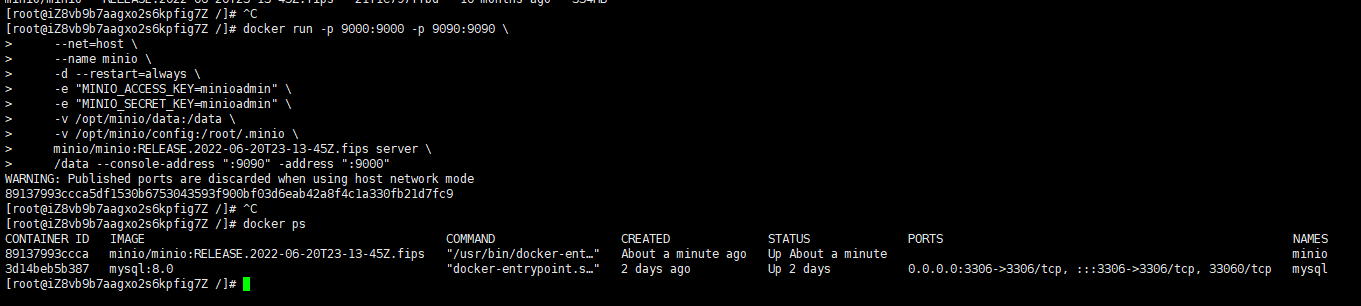 [root@iZ8vb9b7aagxo2s6kpfig7Z /]# ^C
[root@iZ8vb9b7aagxo2s6kpfig7Z /]# docker run -p 9000:9000 -p 9090:9090 \
>      --net=host \
>      --name minio \
>      -d --restart=always \
>      -e "MINIO_ACCESS_KEY=minioadmin" \
>      -e "MINIO_SECRET_KEY=minioadmin" \
>      -v /opt/minio/data:/data \
>      -v /opt/minio/config:/root/.minio \
>      minio/minio:RELEASE.2022-06-20T23-13-45Z.fips server \
>      /data --console-address ":9090" -address ":9000"
WARNING: Published ports are discarded when using host network mode
89137993ccca5df1530b6753043593f900bf03d6eab42a8f4c1a330fb21d7fc9
[root@iZ8vb9b7aagxo2s6kpfig7Z /]# ^C
[root@iZ8vb9b7aagxo2s6kpfig7Z /]# docker ps
CONTAINER ID   IMAGE                                      COMMAND                  CREATED              STATUS              PORTS                                                  NAMES
89137993ccca   minio/minio:RELEASE.2022-06-20T23-13-45Z.fips   "/usr/bin/docker-ent…"   About a minute ago   Up About a minute                                                          minio
3d14beb5b387   mysql:8.0                                  "docker-entrypoint.s…"   2 days ago           Up 2 days           0.0.0.0:3306->3306/tcp, :::3306->3306/tcp, 33060/tcp   mysql
[root@iZ8vb9b7aagxo2s6kpfig7Z /]#